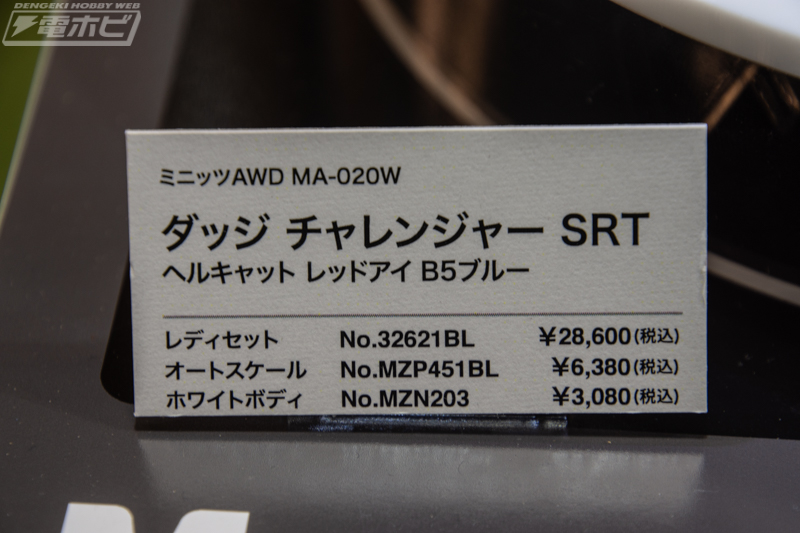 DENGEKI HOBBY WEB
電ホビ
ミニッツAWD MA-020W
ダッジ チャレンジャー SRT
ヘルキャット レッドアイ B5ブルー
レディセット No.32621BL ¥28,600(税込)
オートスケール No.MZP451BL ¥6,380(税込)
ホワイトボディ No.MZN203 ¥3,080(税込)